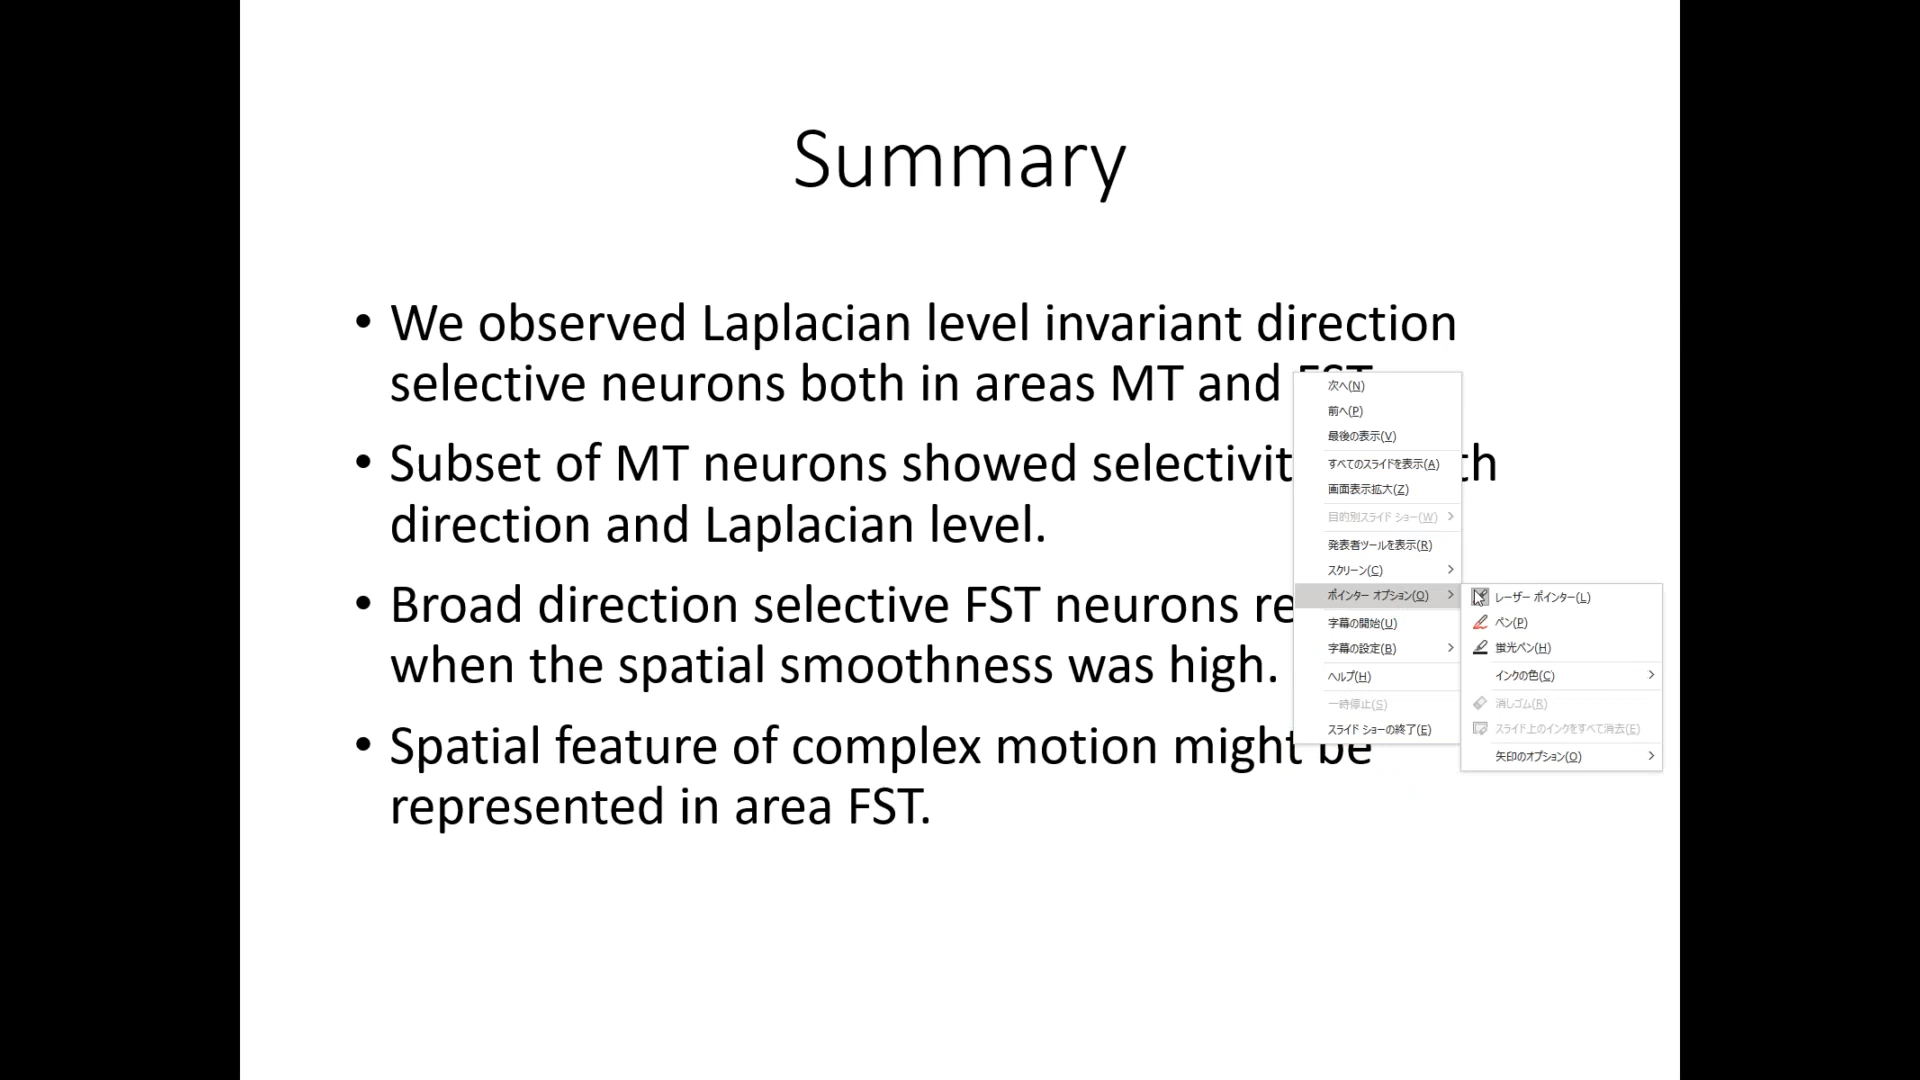 Summary
• We observed Laplacian level invariant direction
selective neurons both in areas MT and FST
• Subset of MT neurons showed selectivit th
direction and Laplacian level.
• Broad direction selective FST neurons re
when the spatial smoothness was high.
• Spatial feature of complex motion might be
represented in area FST.
次へ(N)
前へ(P)
最後の表示(V)
すべてのスライドを表示(A)
画面表示拡大(Z)
目的別スライド ショー(W)
発表者ツールを表示(R)
スクリーン(C)
ポインター オプション(O)
字幕の開始(U)
字幕の設定(B)
ヘルプ(H)
一時停止(S)
スライド ショーの終了(E)
レーザー ポインター(L)
ペン(P)
蛍光ペン(H)
インクの色(C)
消しゴム(R)
スライド上のインクをすべて消去(E)
矢印のオプション(O)